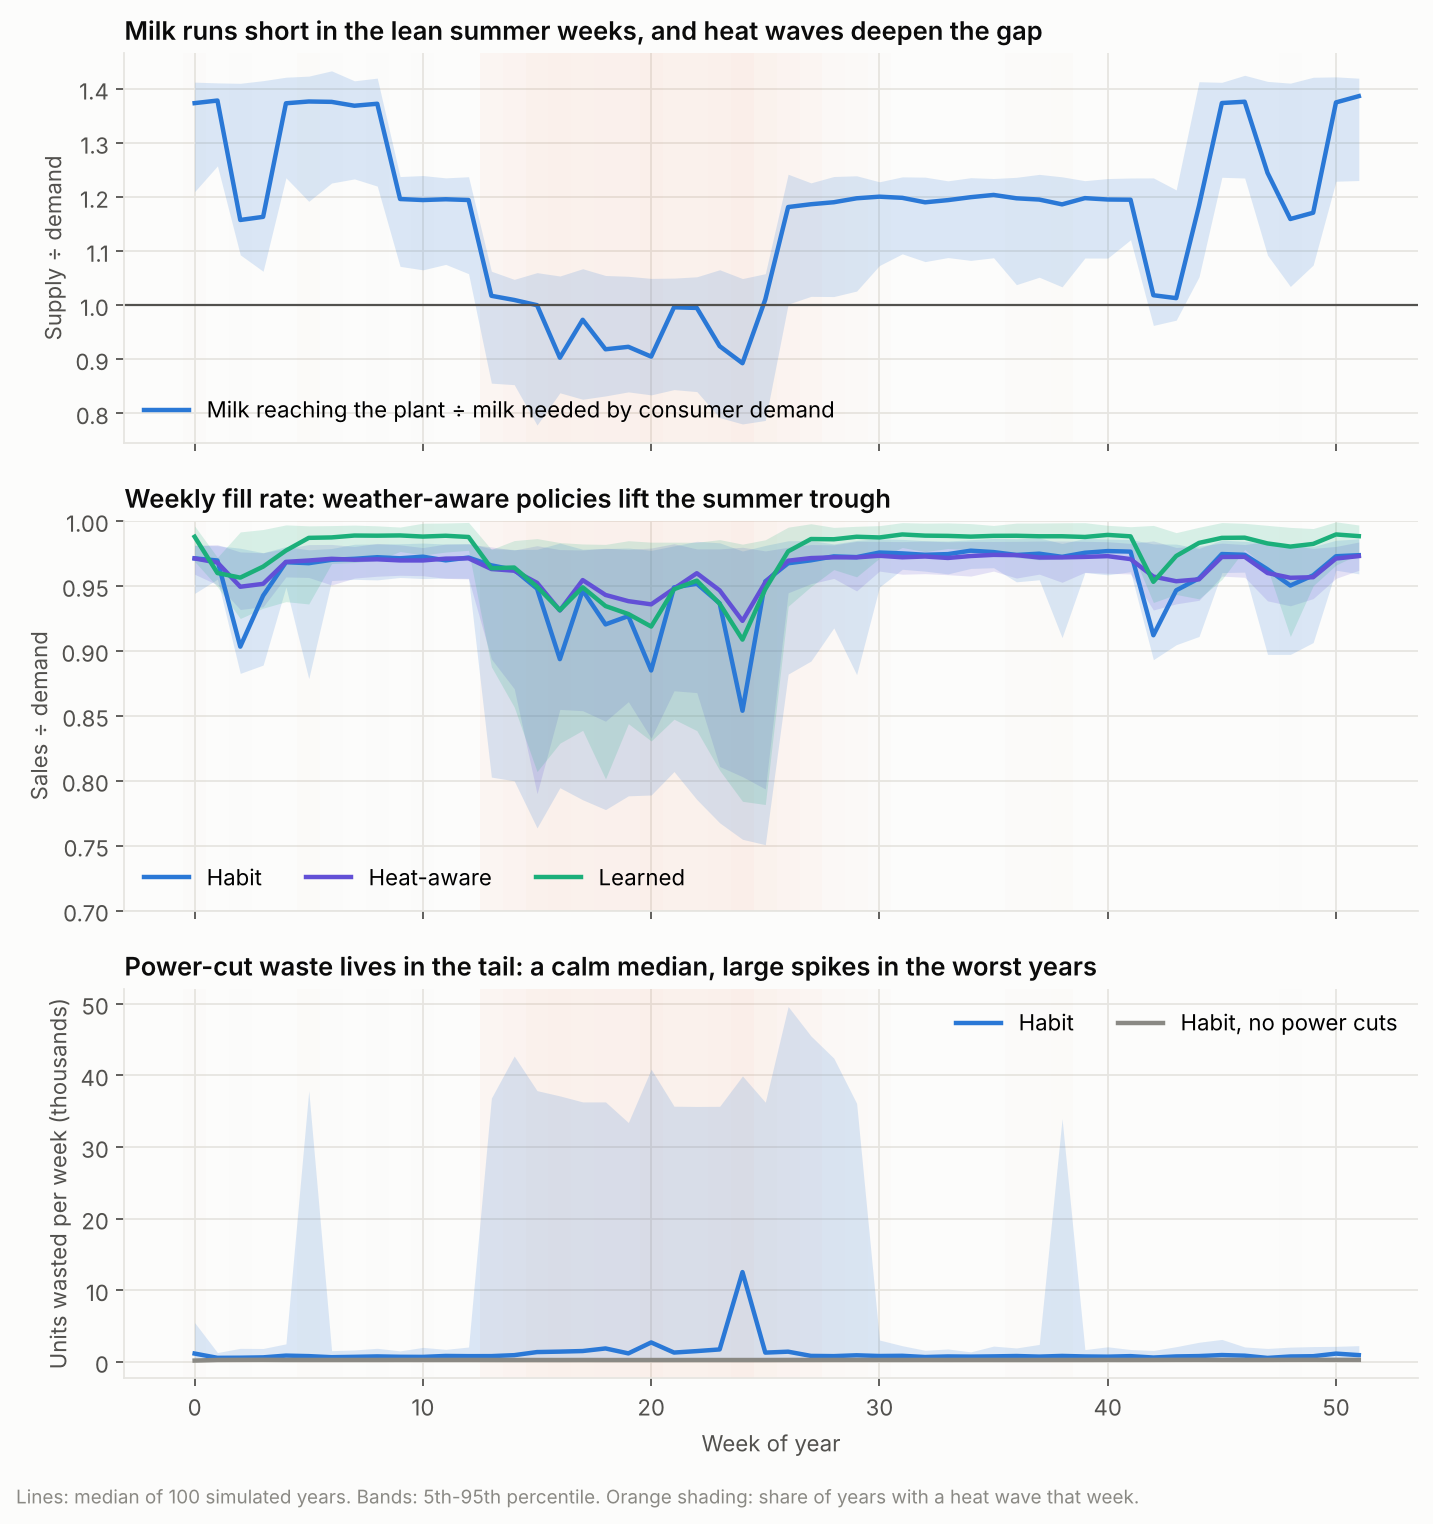 Milk runs short in the lean summer weeks, and heat waves deepen the gap
Supply ÷ demand
1.4
1.3
1.2
1.1
1.0
0.9
0.8
Milk reaching the plant ÷ milk needed by consumer demand
Weekly fill rate: weather-aware policies lift the summer trough
Sales ÷ demand
1.00
0.95
0.90
0.85
0.80
0.75
0.70
Habit Heat-aware Learned
Power-cut waste lives in the tail: a calm median, large spikes in the worst years
Units wasted per week (thousands)
50
40
30
20
10
0
Habit Habit, no power cuts
0 10 20 30 40 50
Week of year
Lines: median of 100 simulated years. Bands: 5th-95th percentile. Orange shading: share of years with a heat wave that week.